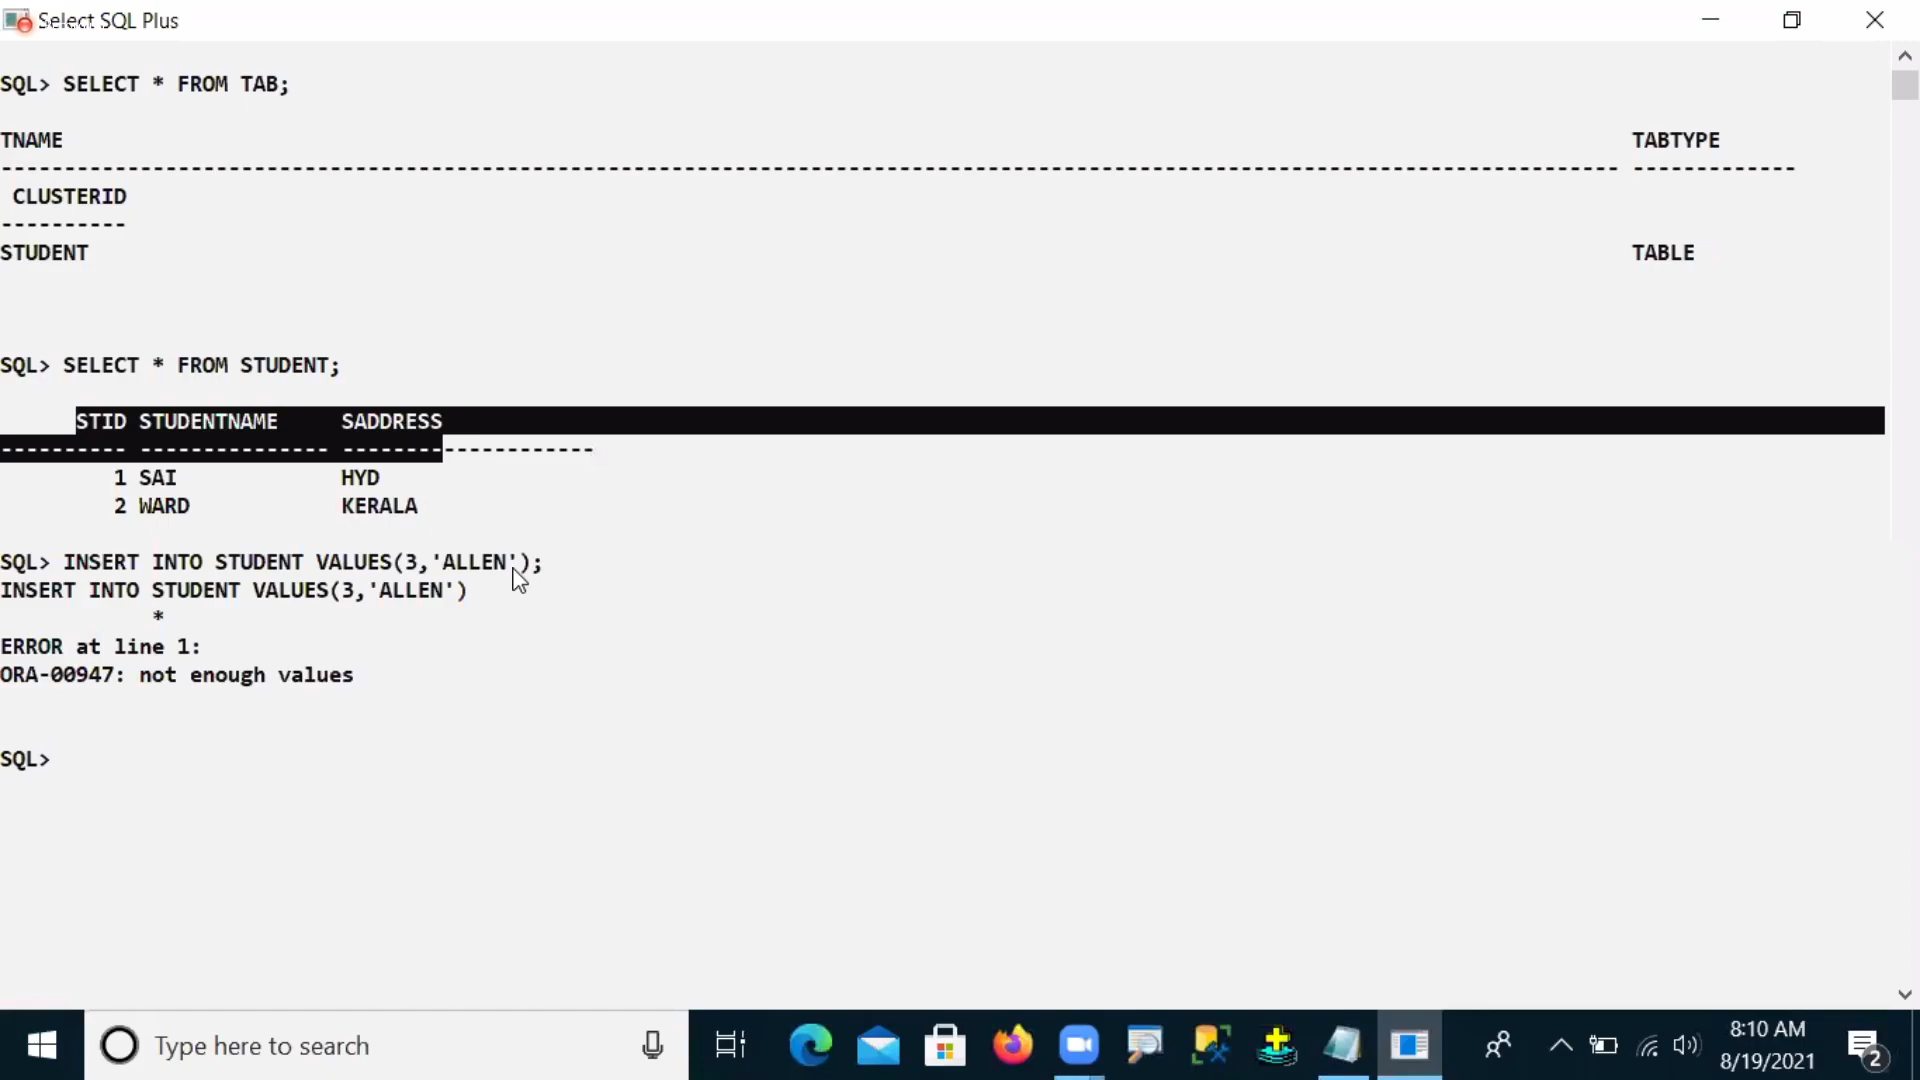 Select SQL Plus
SQL> SELECT * FROM TAB;
TNAME TABTYPE
-------------------------------------------------------------------------------------------------------------------------------- -------------
CLUSTERID
----------
STUDENT TABLE
SQL> SELECT * FROM STUDENT;
STID STUDENTNAME SADDRESS
---------- --------------- --------------------
1 SAI HYD
2 WARD KERALA
SQL> INSERT INTO STUDENT VALUES(3,'ALLEN');
INSERT INTO STUDENT VALUES(3,'ALLEN')
*
ERROR at line 1:
ORA-00947: not enough values
SQL>
Type here to search
8:10 AM
8/19/2021
2